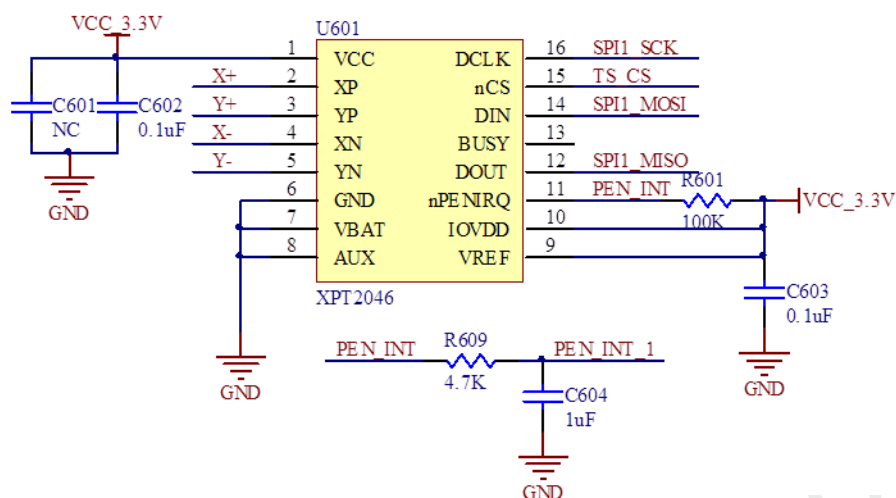 VCC_3.3V
U601
1 VCC DCLK 16 SPI1_SCK
X+ 2 XP nCS 15 TS_CS
Y+ 3 YP DIN 14 SPI1_MOSI
X- 4 XN BUSY 13
Y- 5 YN DOUT 12 SPI1_MISO
6 GND nPENIRQ 11 PEN_INT R601
100K
VCC_3.3V
7 VBAT IOVDD 10
8 AUX VREF 9
C601
NC
C602
0.1uF
GND
XPT2046
C603
0.1uF
GND
GND
PEN_INT R609 PEN_INT_1
4.7K
C604
1uF
GND